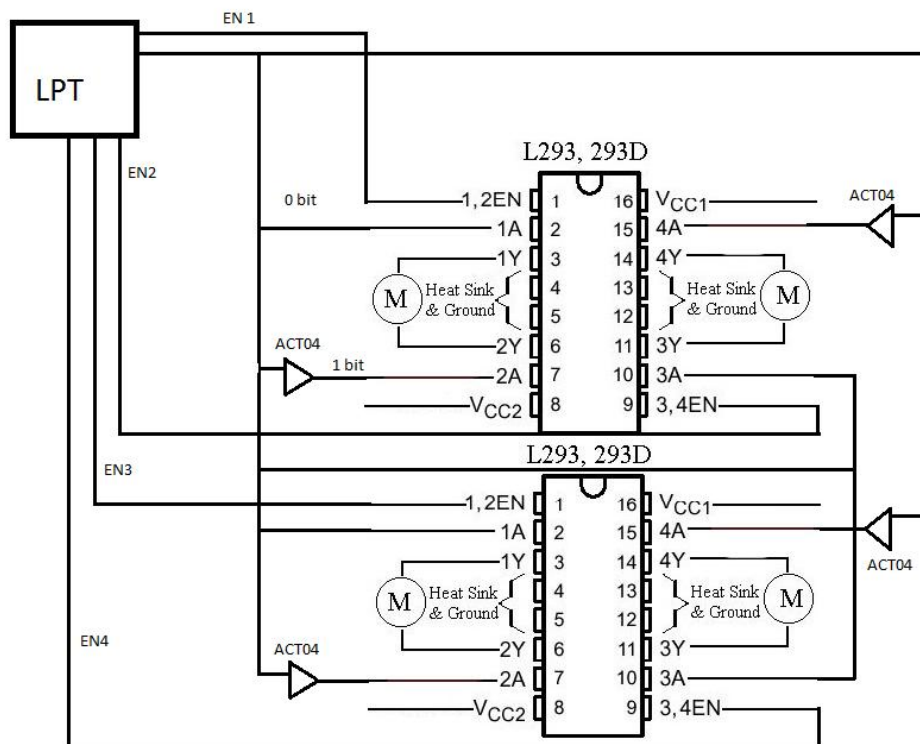 EN 1
LPT
EN2
L293, 293D
0 bit
1,2EN 1 16 VCC1
ACT04
1A 2 15 4A
1Y 3 14 4Y
M Heat Sink 4 13 Heat Sink M
& Ground 5 12 & Ground
2Y 6 11 3Y
ACT04
1 bit
2A 7 10 3A
VCC2 8 9 3,4EN
L293, 293D
EN3
1,2EN 1 16 VCC1
1A 2 15 4A
ACT04
1Y 3 14 4Y
M Heat Sink 4 13 Heat Sink M
& Ground 5 12 & Ground
EN4
2Y 6 11 3Y
ACT04
2A 7 10 3A
VCC2 8 9 3,4EN